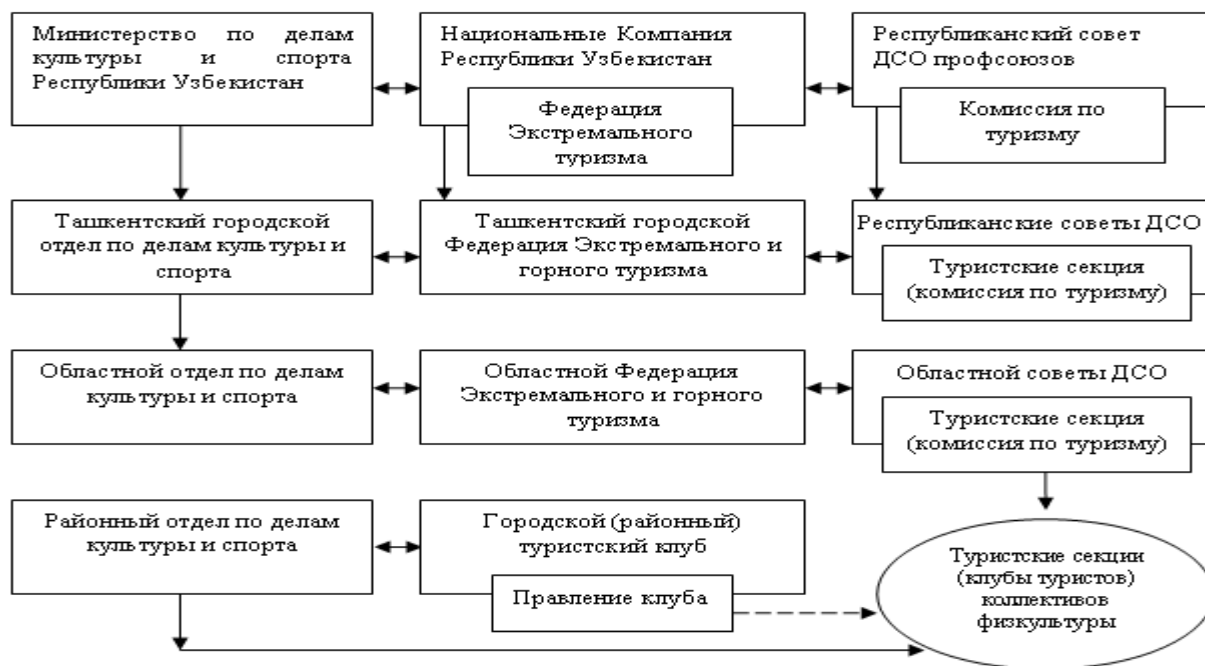 Министерство по делам
культуры и спорта
Республики Узбекистан
Национальные Компания
Республики Узбекистан
Федерация
Экстремального
туризма
Республиканский совет
ДСО профсоюзов
Комиссия по
туризму
Ташкентский городской
отдел по делам культуры и
спорта
Ташкентский городской
Федерация Экстремального и
горного туризма
Республиканские советы ДСО
Туристские секция
(комиссия по туризму)
Областной отдел по делам
культуры и спорта
Областной Федерация
Экстремального и горного
туризма
Областной советы ДСО
Туристские секция
(комиссия по туризму)
Районный отдел по делам
культуры и спорта
Городской (районный)
туристский клуб
Правление клуба
Туристские секции
(клубы туристов)
коллективов
физкультуры